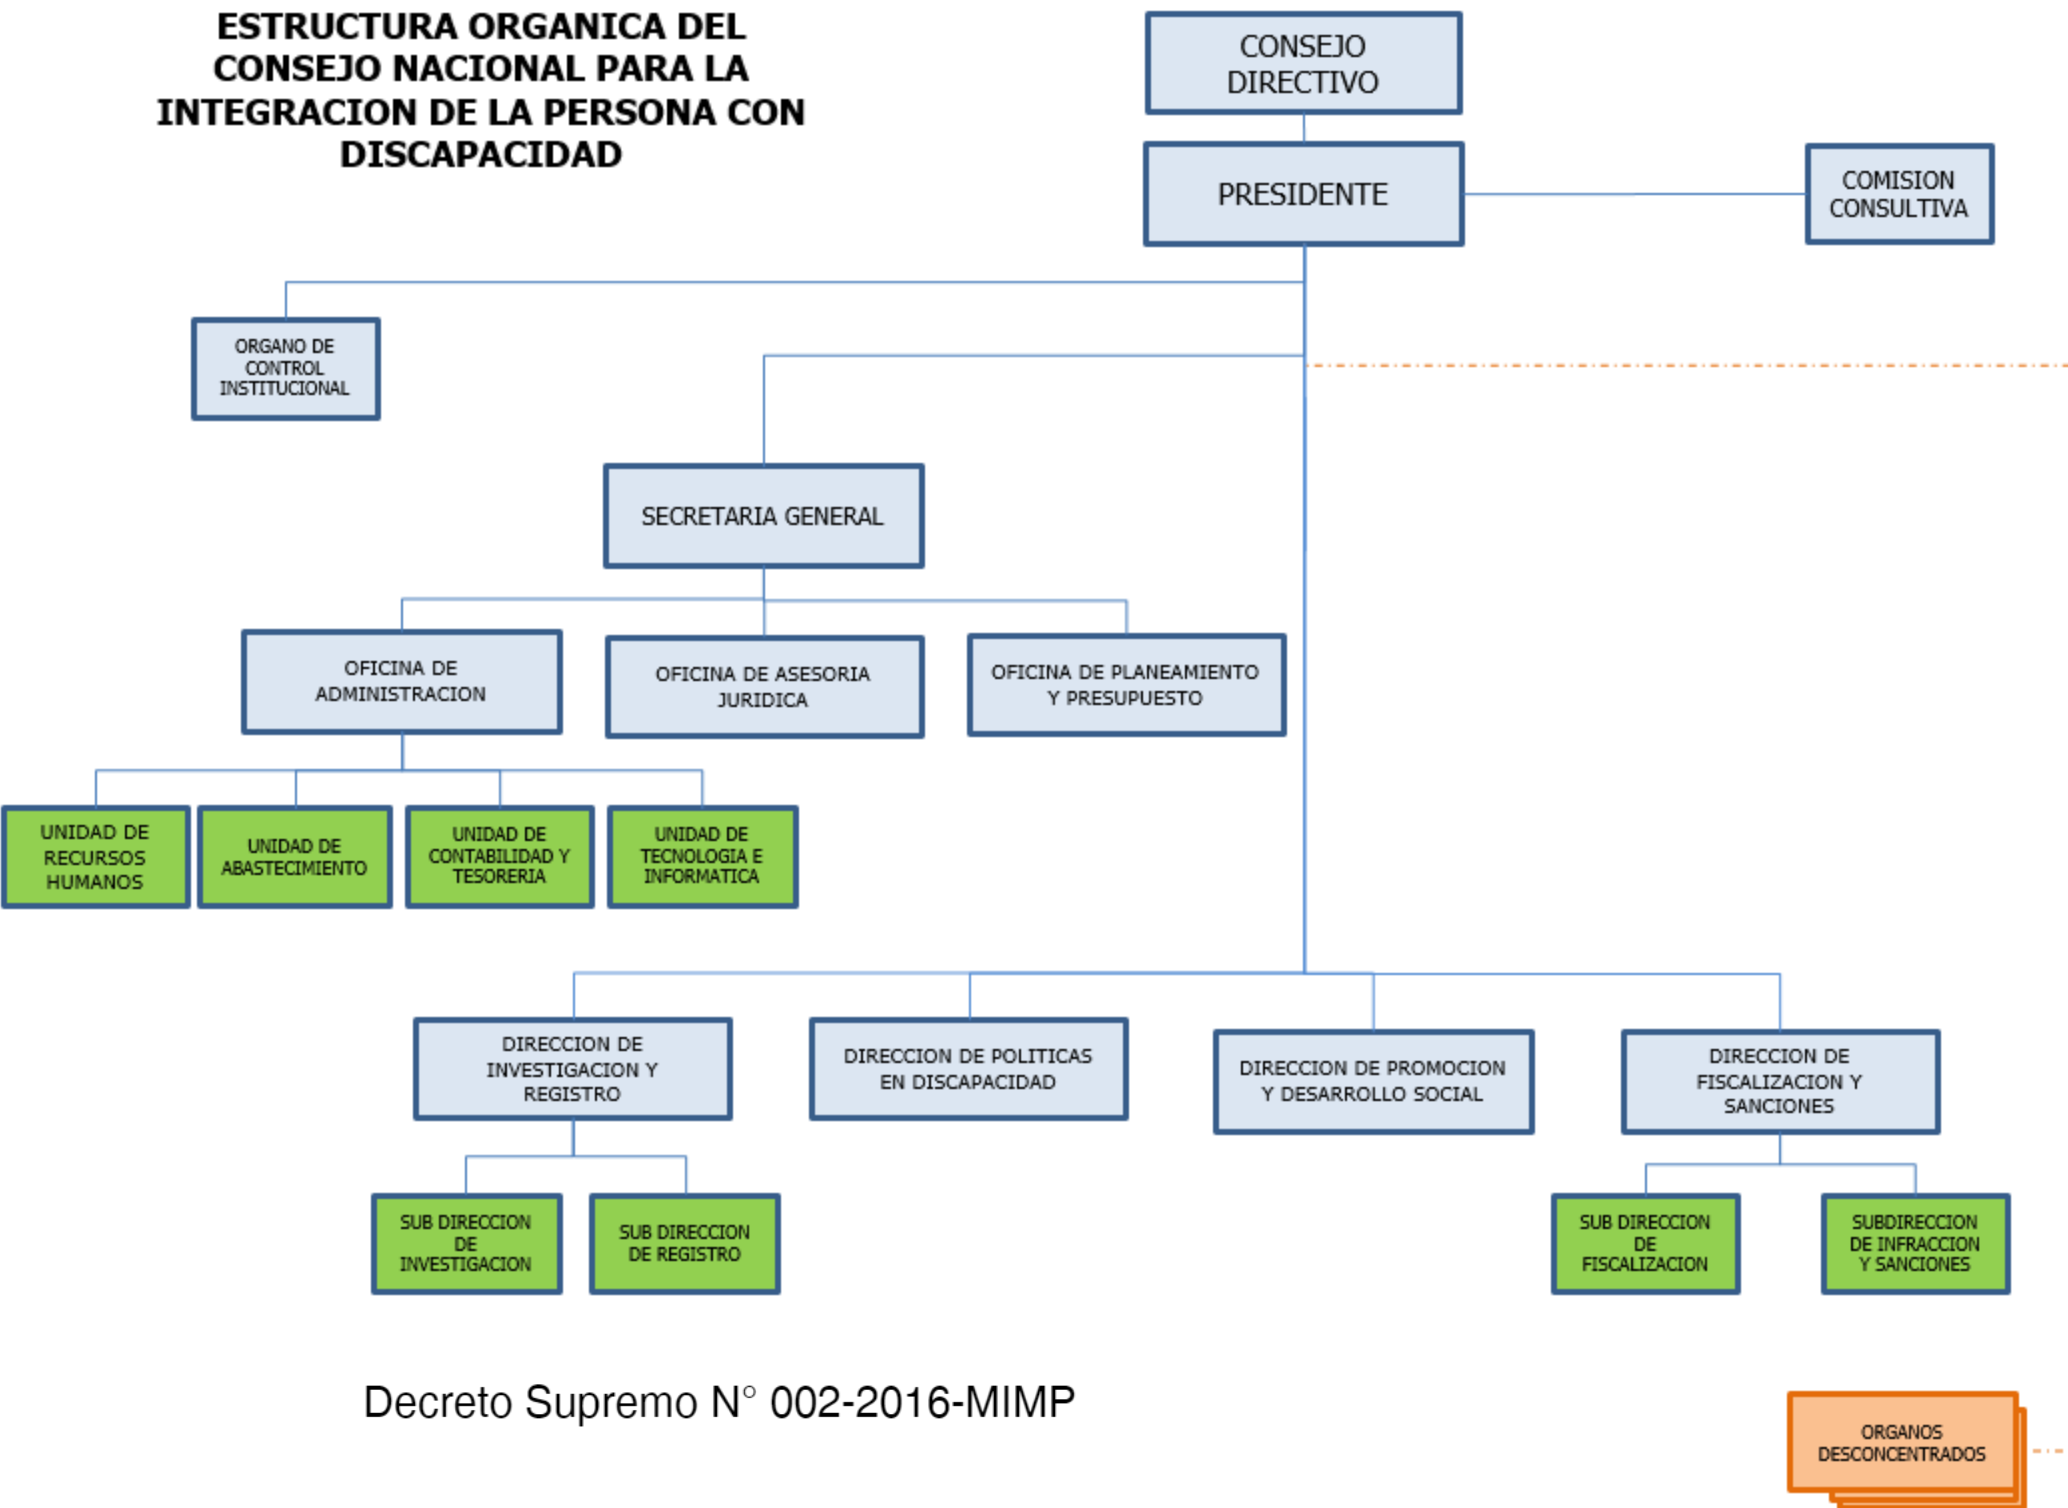 ESTRUCTURA ORGANICA DEL
CONSEJO NACIONAL PARA LA
INTEGRACION DE LA PERSONA CON
DISCAPACIDAD
CONSEJO
DIRECTIVO
PRESIDENTE
COMISION
CONSULTIVA
ORGANO DE
CONTROL
INSTITUCIONAL
SECRETARIA GENERAL
OFICINA DE
ADMINISTRACION
OFICINA DE ASESORIA
JURIDICA
OFICINA DE PLANEAMIENTO
Y PRESUPUESTO
UNIDAD DE
RECURSOS
HUMANOS
UNIDAD DE
ABASTECIMIENTO
UNIDAD DE
CONTABILIDAD Y
TESORERIA
UNIDAD DE
TECNOLOGIA E
INFORMATICA
DIRECCION DE
INVESTIGACION Y
REGISTRO
DIRECCION DE POLITICAS
EN DISCAPACIDAD
DIRECCION DE PROMOCION
Y DESARROLLO SOCIAL
DIRECCION DE
FISCALIZACION Y
SANCIONES
SUB DIRECCION
DE
INVESTIGACION
SUB DIRECCION
DE REGISTRO
SUB DIRECCION
DE
FISCALIZACION
SUBDIRECCION
DE INFRACCION
Y SANCIONES
Decreto Supremo N° 002-2016-MIMP
ORGANOS
DESCONCENTRADOS